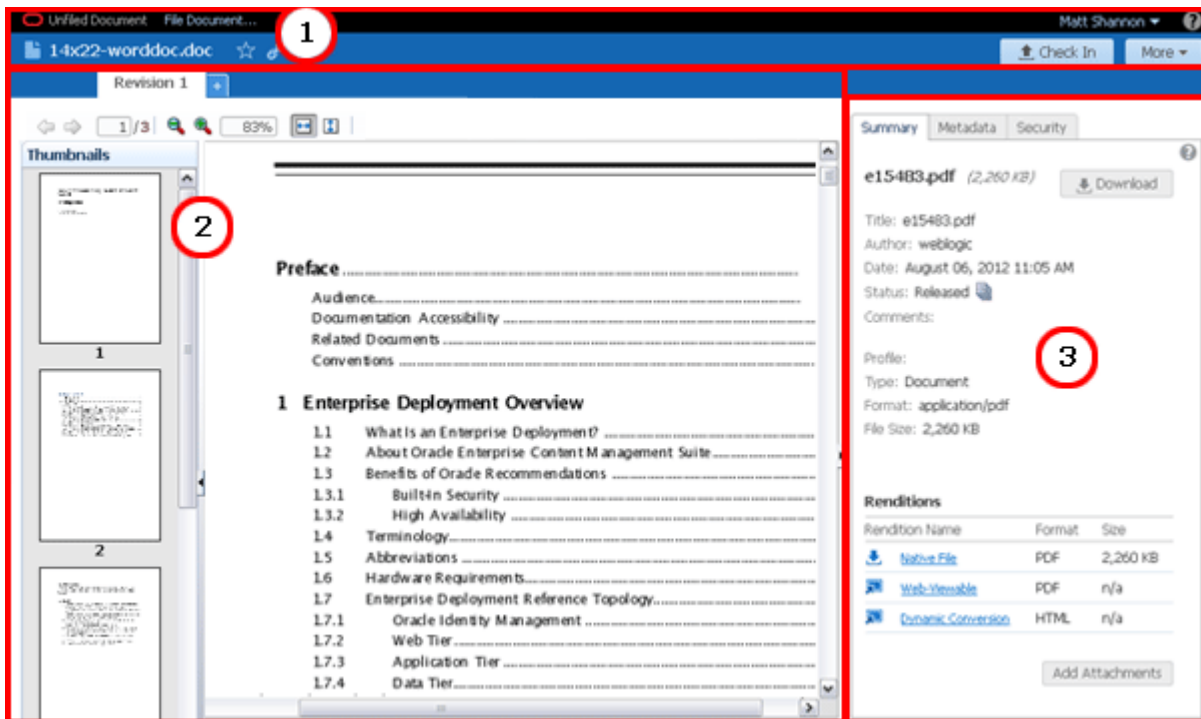 Unfiled Document File Document...
Matt Shannon
?
1
14x22-worddoc.doc
Check In
More
Revision 1
+
1 /3
83%
Thumbnails
1
2
2
Preface
Audience
Documentation Accessibility
Related Documents
Conventions
1 Enterprise Deployment Overview
1.1 What Is an Enterprise Deployment?
1.2 About Oracle Enterprise Content Management Suite
1.3 Benefits of Oracle Recommendations
1.3.1 Built-in Security
1.3.2 High Availability
1.4 Terminology
1.5 Abbreviations
1.6 Hardware Requirements
1.7 Enterprise Deployment Reference Topology
1.7.1 Oracle Identity Management
1.7.2 Web Tier
1.7.3 Application Tier
1.7.4 Data Tier
Summary Metadata Security
?
e15483.pdf (2,260 KB)
Download
Title: e15483.pdf
Author: weblogic
Date: August 06, 2012 11:05 AM
Status: Released
Comments:
3
Profile:
Type: Document
Format: application/pdf
File Size: 2,260 KB
Renditions
Rendition Name Format Size
Native File PDF 2,260 KB
Web-Viewable PDF n/a
Dynamic Conversion HTML n/a
Add Attachments